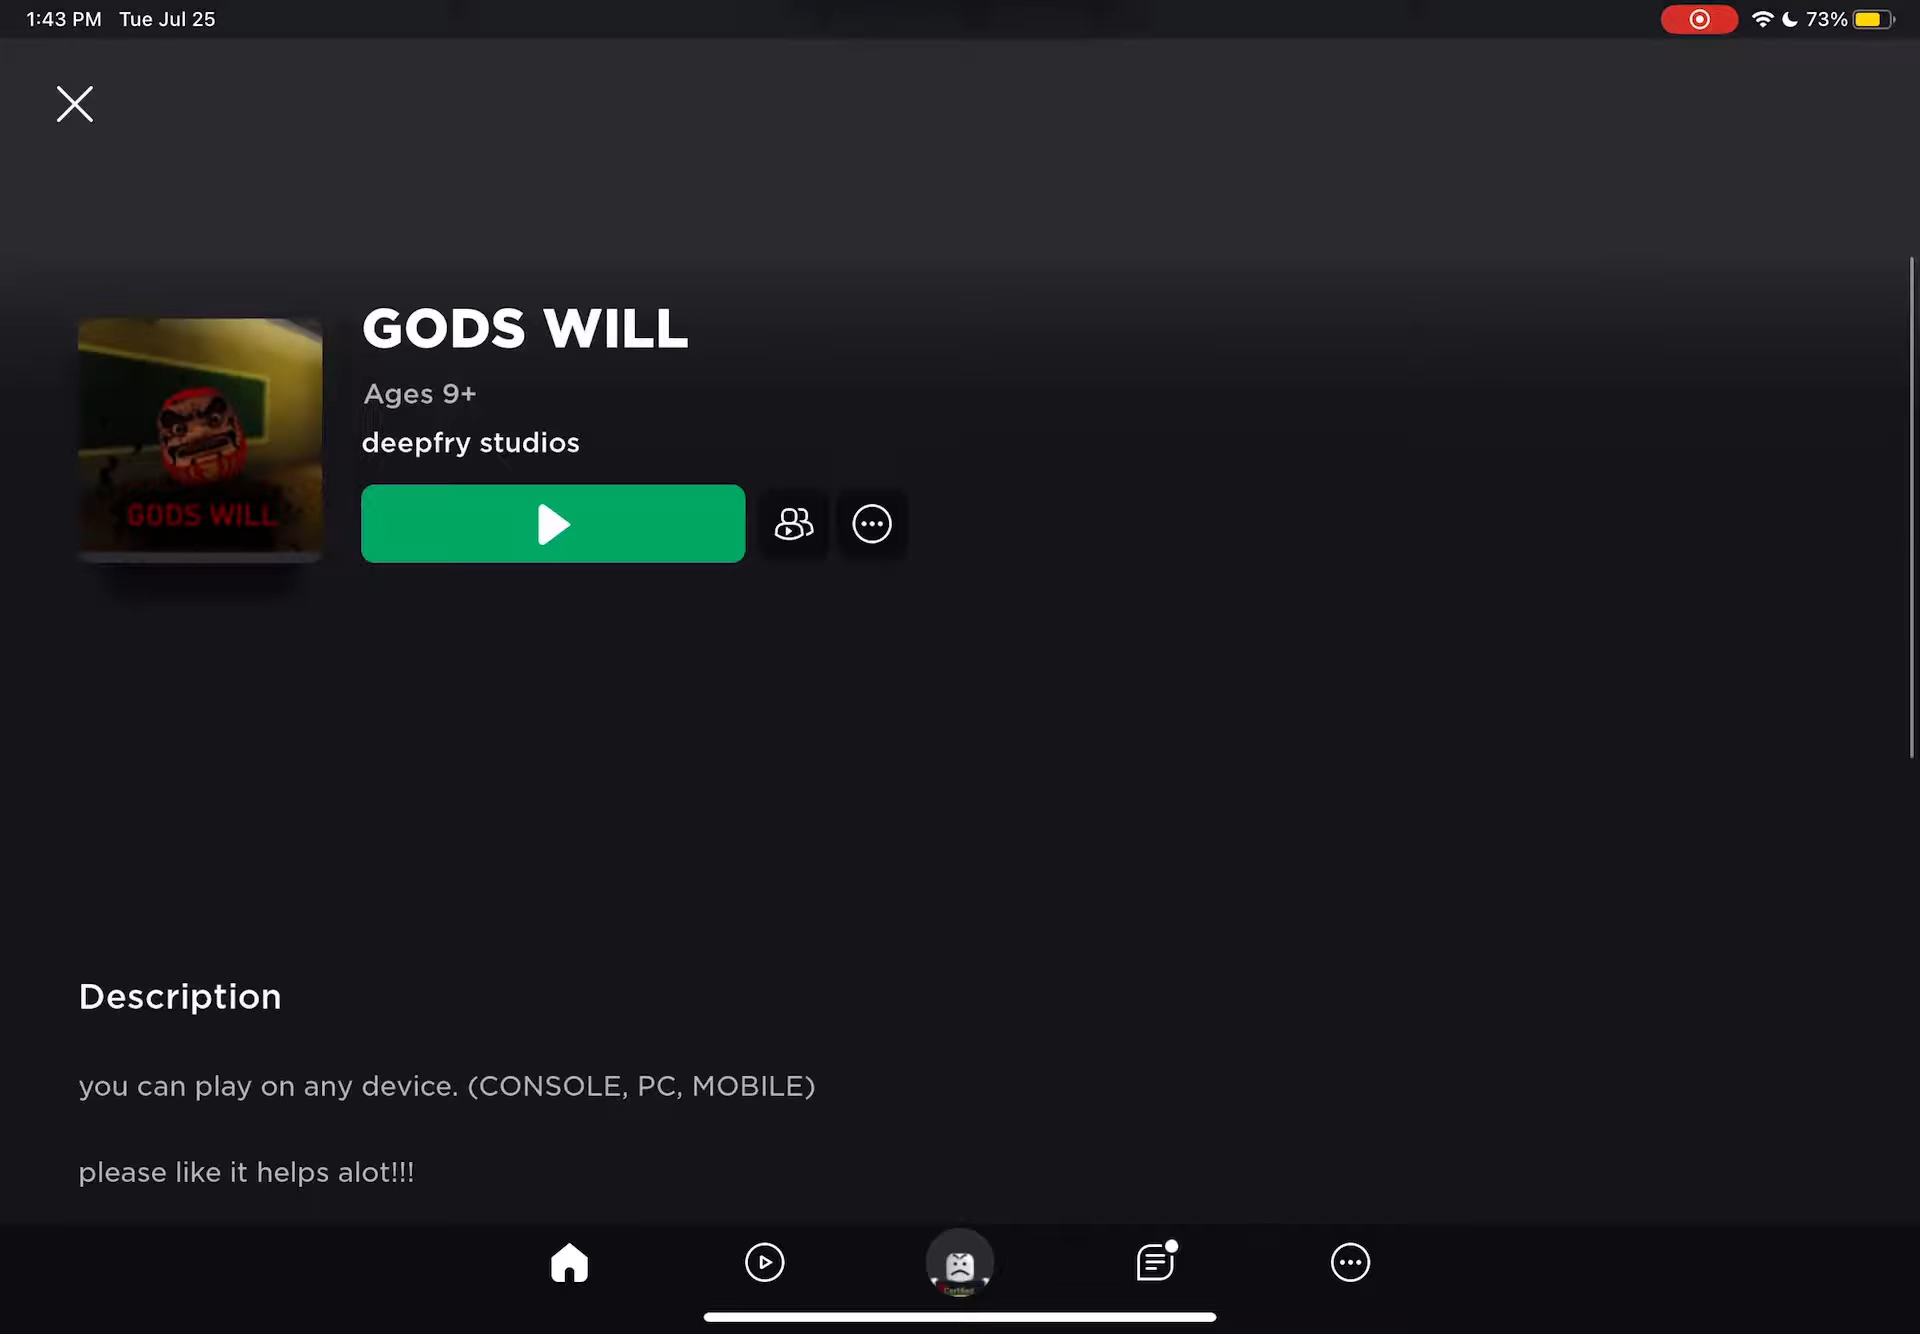 1:43 PM Tue Jul 25
73%
GODS WILL
Ages 9+
deepfry studios
GODS WILL
Description
you can play on any device. (CONSOLE, PC, MOBILE)
please like it helps alot!!!
Certified